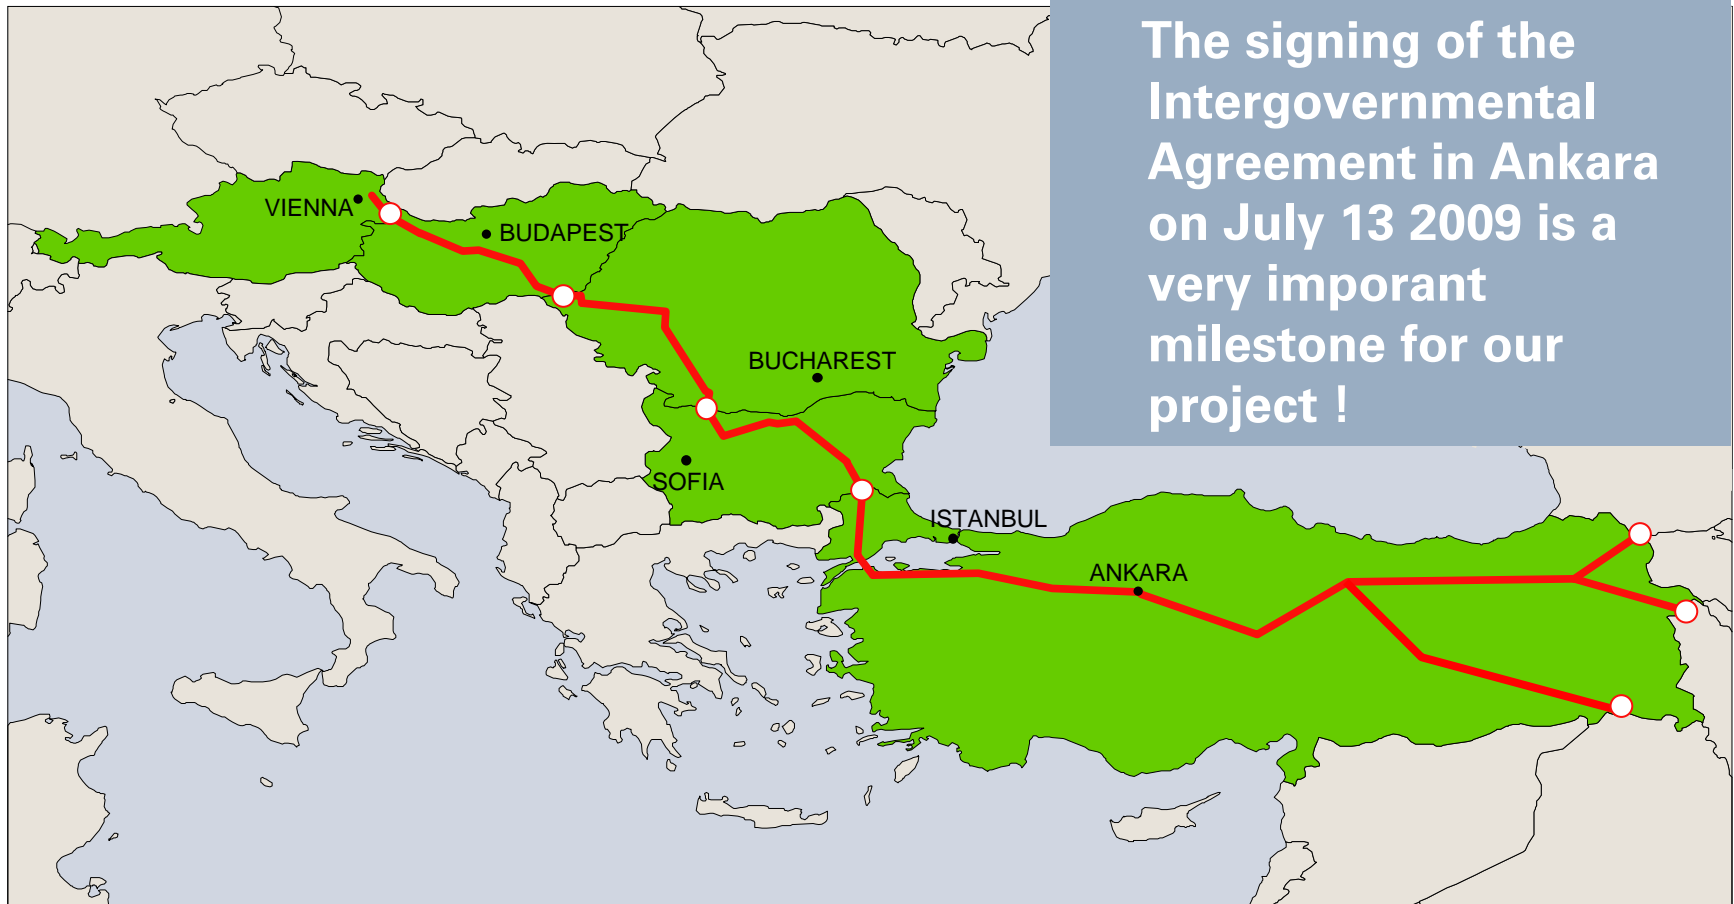 The signing of the
Intergovernmental
Agreement in Ankara
on July 13 2009 is a
very imporant
milestone for our
project !
VIENNA
BUDAPEST
BUCHAREST
SOFIA
ISTANBUL
ANKARA